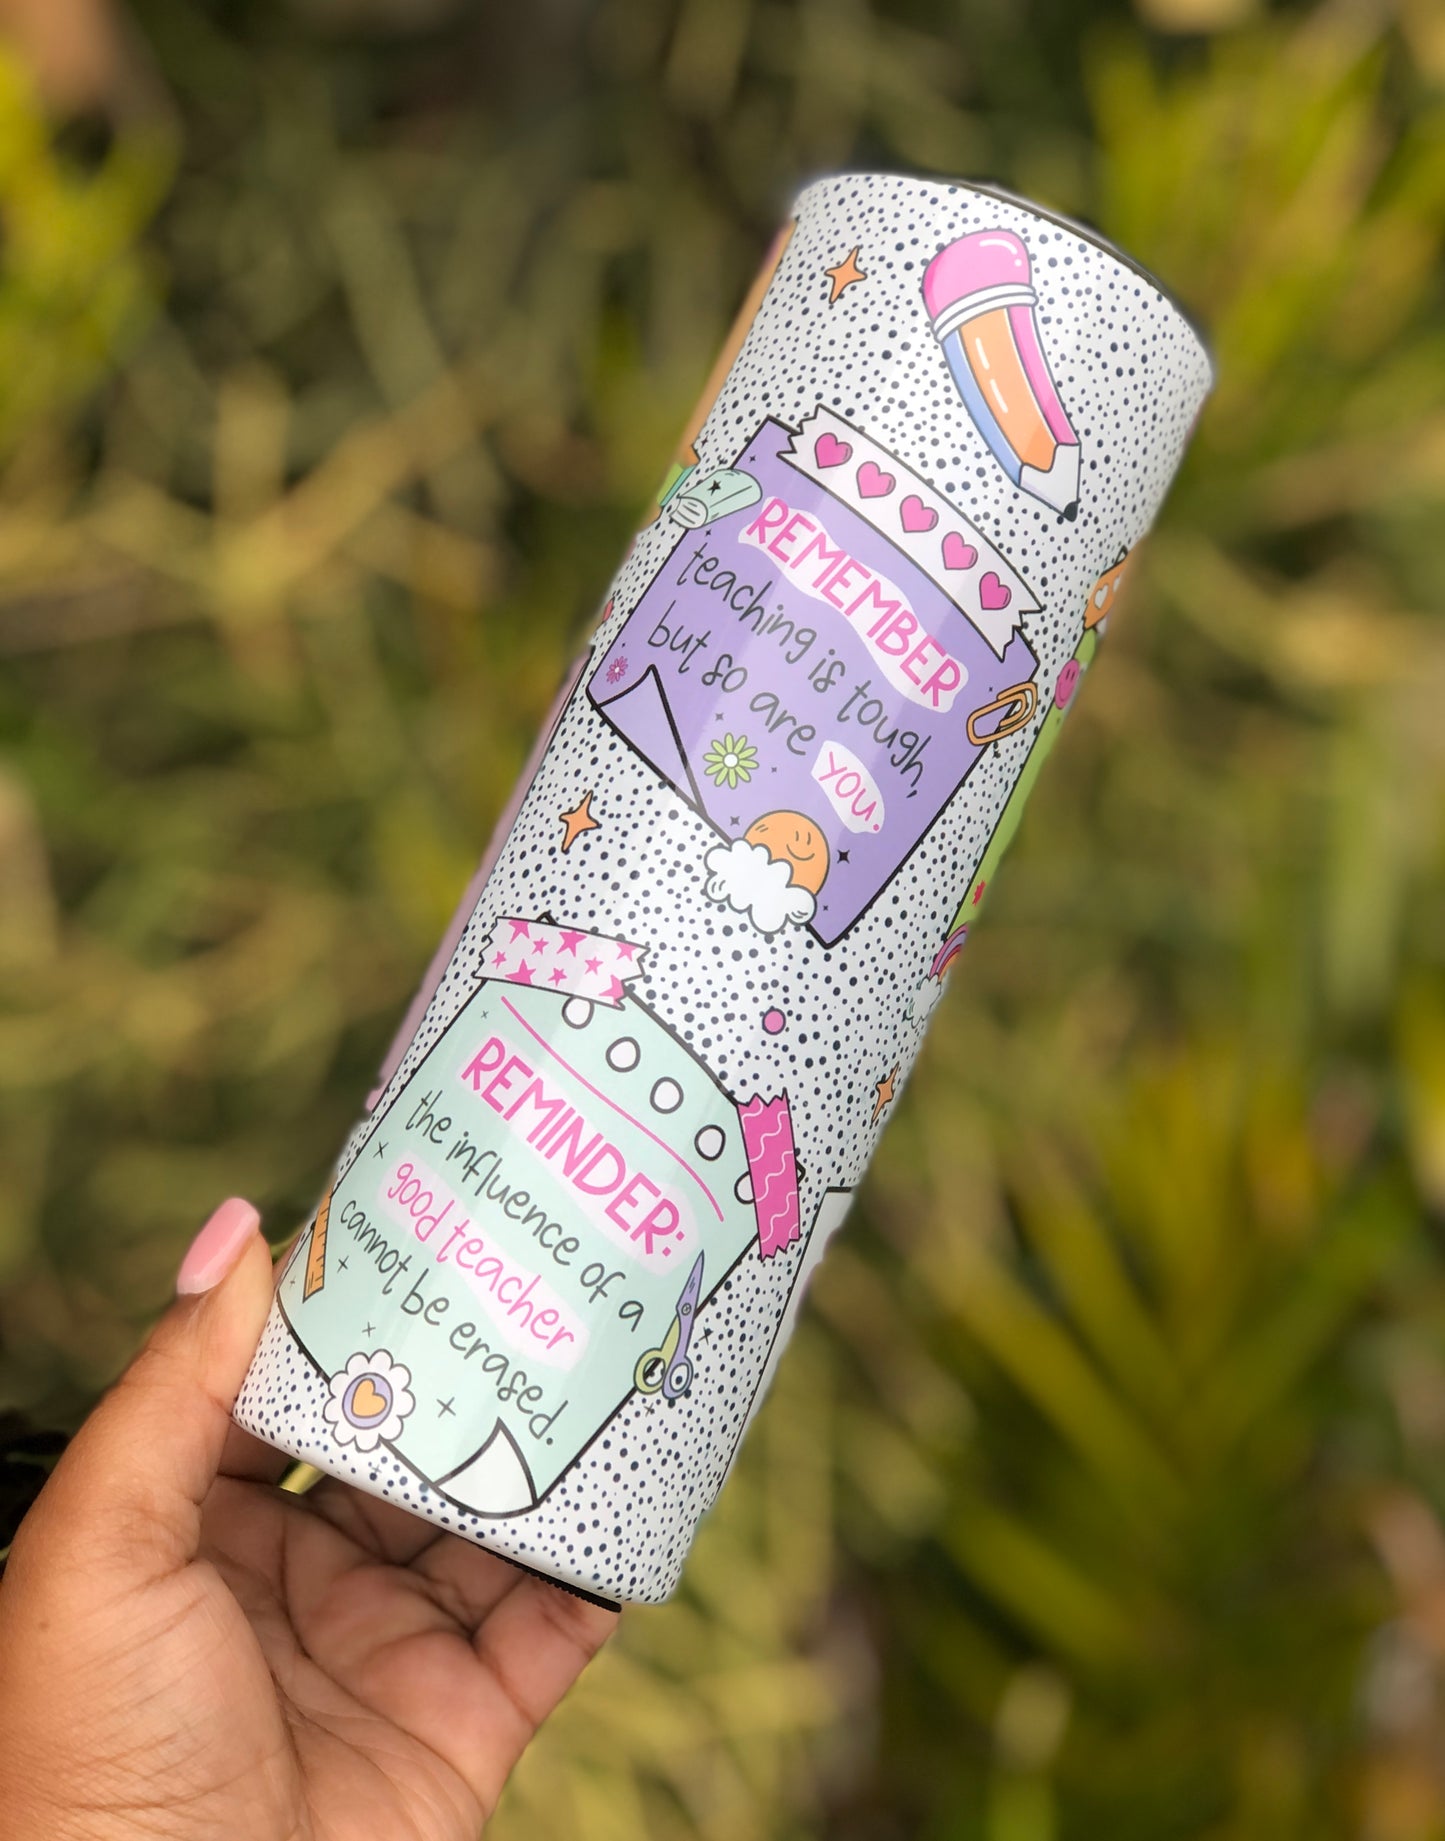 REMEMBER
teaching is tough,
but so are you.
REMINDER:
the influence of a
good teacher
cannot be erased.